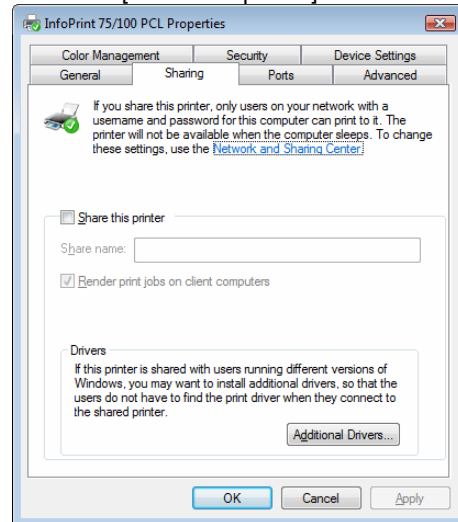 InfoPrint 75/100 PCL Properties
Color Management Security Device Settings
General Sharing Ports Advanced
If you share this printer, only users on your network with a
username and password for this computer can print to it. The
printer will not be available when the computer sleeps. To change
these settings, use the Network and Sharing Center.
Share this printer
Share name:
Render print jobs on client computers
Drivers
If this printer is shared with users running different versions of
Windows, you may want to install additional drivers, so that the
users do not have to find the print driver when they connect to
the shared printer.
Additional Drivers...
OK Cancel Apply